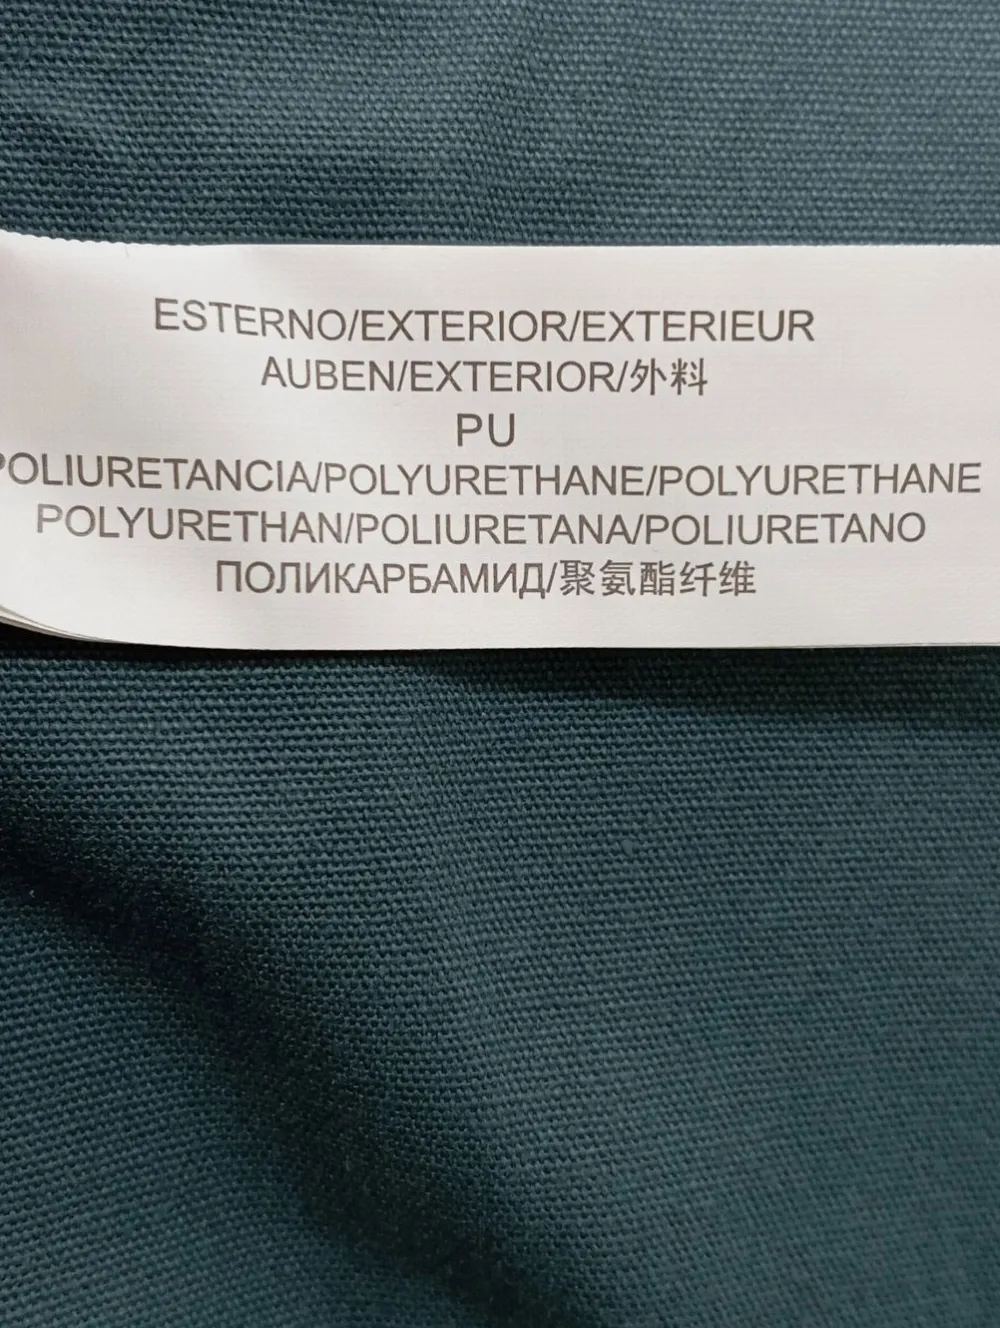 ESTERNO/EXTERIOR/EXTERIEUR
AUBEN/EXTERIOR/外料
PU
POLIURETANCIA/POLYURETHANE/POLYURETHANE
POLYURETHAN/POLIURETANA/POLIURETANO
ПОЛИКАРБАМИД/聚氨酯纤维